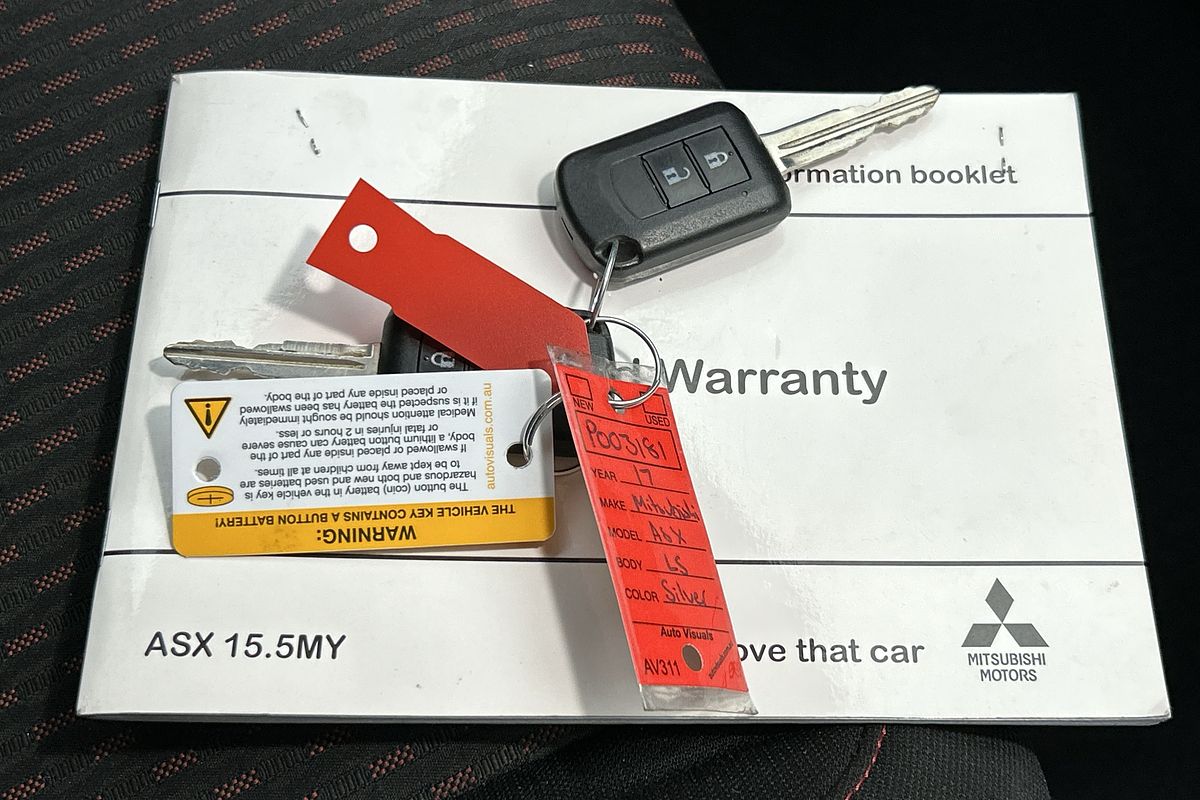 ormation booklet
Warranty
ASX 15.5MY
ove that car
MITSUBISHI
MOTORS
WARNING:
THE VEHICLE KEY CONTAINS A BUTTON BATTERY!
The button (coin) battery in the vehicle key is
hazardous and both new and used batteries are
to be kept away from children at all times.
If swallowed or placed inside any part of the
body, a lithium button battery can cause severe
or fatal injuries in 2 hours or less.
Medical attention should be sought immediately
if it is suspected the battery has been swallowed
or placed inside any part of the body.
autovisuals.com.au
NEW USED
P003181
YEAR 17
MAKE Mitsubishi
MODEL ASX
BODY LS
COLOR Silver
Auto Visuals
AV311